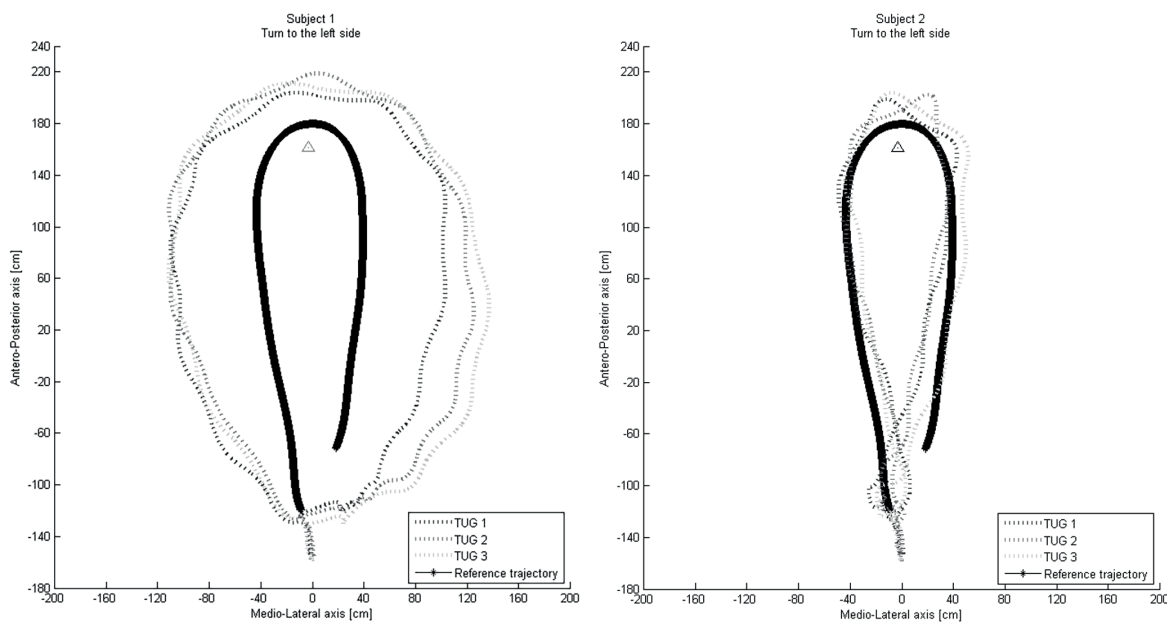 Subject 1
Turn to the left side
240
220
180
140
100
60
20
-20
-60
-100
-140
-180
Antero-Posterior axis [cm]
-200
-160
-120
-80
-40
0
40
80
120
160
200
Medio-Lateral axis [cm]
TUG 1
TUG 2
TUG 3
Reference trajectory
Subject 2
Turn to the left side
240
220
180
140
100
60
20
-20
-60
-100
-140
-180
Antero-Posterior axis [cm]
-200
-160
-120
-80
-40
0
40
80
120
160
200
Medio-Lateral axis [cm]
TUG 1
TUG 2
TUG 3
Reference trajectory